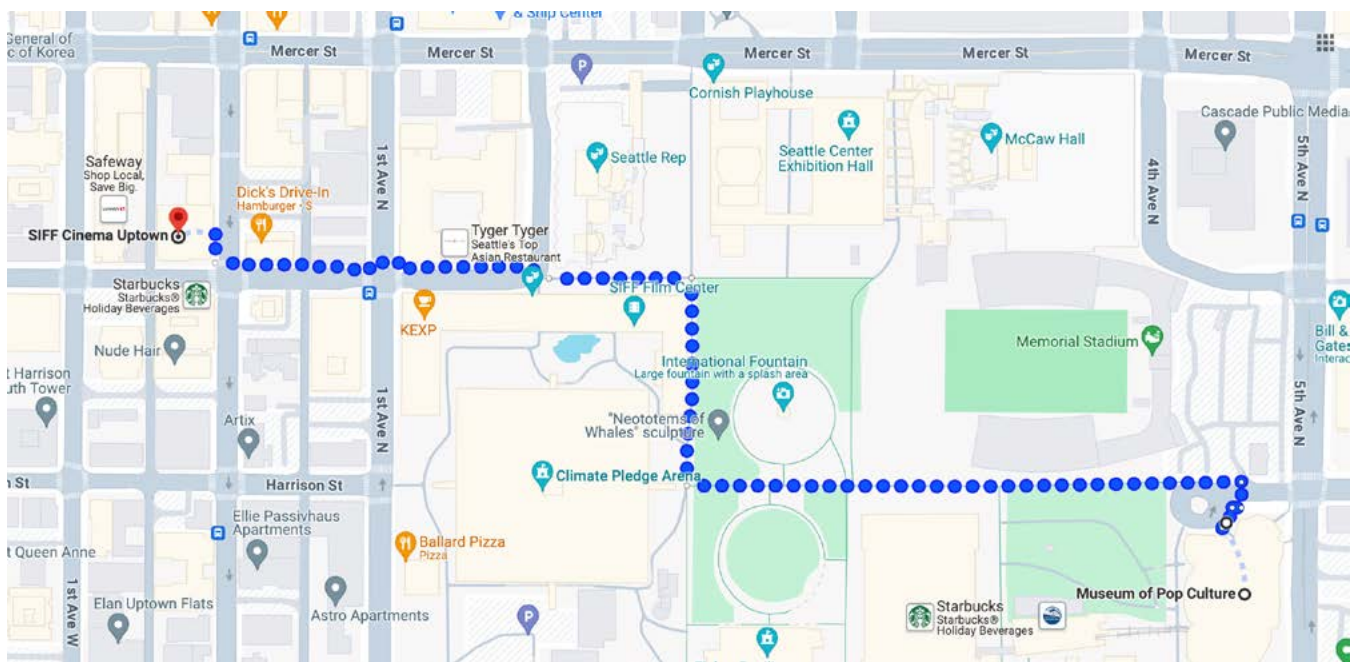 & Ship Center
General of
ic of Korea
Mercer St
Mercer St
Mercer St
Mercer St
Mercer St
P
Cornish Playhouse
Cascade Public Media
Seattle Rep
Seattle Center
Exhibition Hall
McCaw Hall
1st Ave N
4th Ave N
5th Ave N
Safeway
Shop Local,
Save Big.
Dick's Drive-In
Hamburger · $
SIFF Cinema Uptown
Tyger Tyger
Seattle's Top
Asian Restaurant
Starbucks
Starbucks®
Holiday Beverages
SIFF Film Center
KEXP
Nude Hair
Memorial Stadium
Bill &
Gates
Interac
International Fountain
Large fountain with a splash area
t Harrison
uth Tower
Artix
1st Ave N
"Neototems of
Whales" sculpture
5th Ave N
Climate Pledge Arena
n St
Harrison St
Ellie Passivhaus
Apartments
t Queen Anne
Ballard Pizza
Pizza
1st Ave W
Elan Uptown Flats
Astro Apartments
P
Museum of Pop Culture
Starbucks
Starbucks®
Holiday Beverages